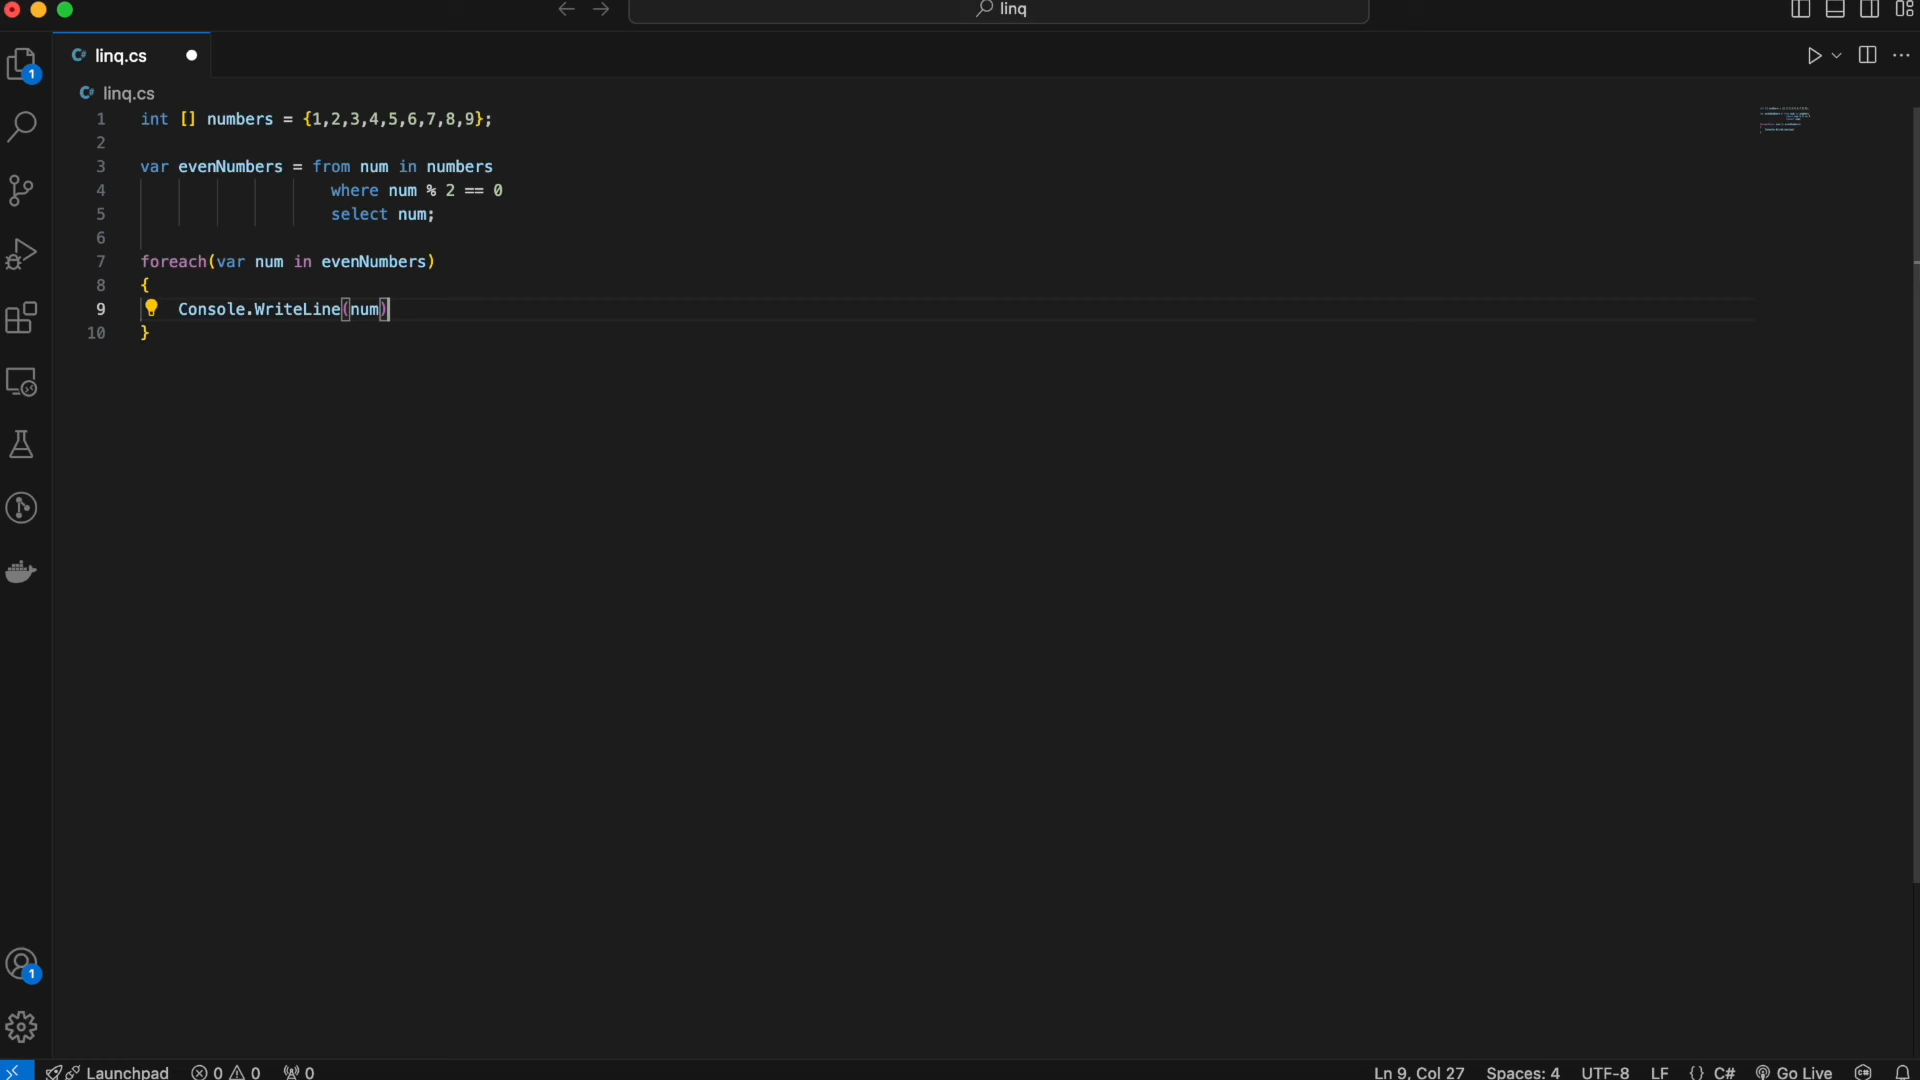 linq
linq.cs
1
linq.cs
1 int [] numbers = {1,2,3,4,5,6,7,8,9};
2
3 var evenNumbers = from num in numbers
4 where num % 2 == 0
5 select num;
6
7 foreach(var num in evenNumbers)
8 {
9 Console.WriteLine(num)
10 }
1
Launchpad 0 0 0 Ln 9, Col 27 Spaces: 4 UTF-8 LF {} C# Go Live